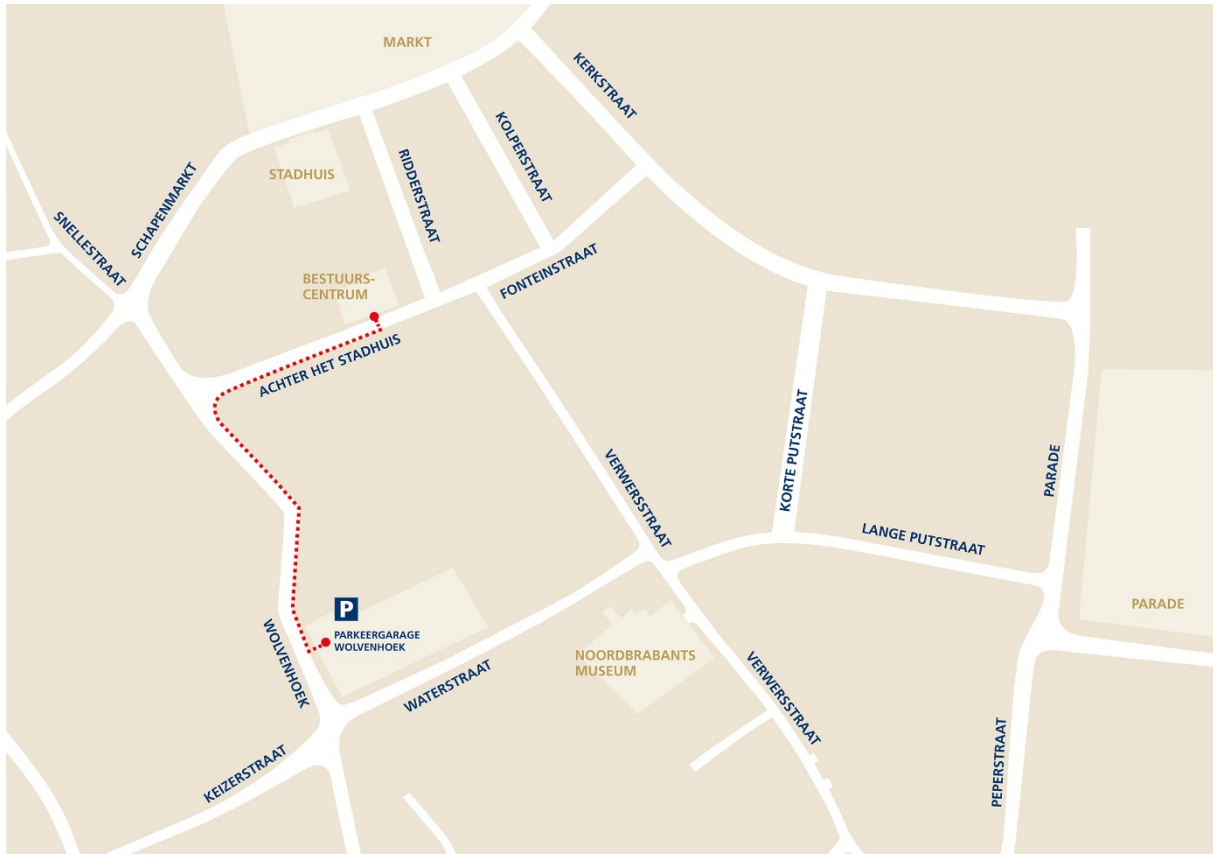 MARKT
KERKSTRAAT
KOLPERSTRAAT
RIDDERSTRAAT
STADHUIS
SCHAPENMARKT
SNELLESTRAAT
BESTUURS-
CENTRUM
FONTEINSTRAAT
ACHTER HET STADHUIS
VERWERSSTRAAT
KORTE PUTSTRAAT
PARADE
LANGE PUTSTRAAT
PARADE
P
PARKEERGARAGE
WOLVENHOEK
WOLVENHOEK
NOORDBRABANTS
MUSEUM
WATERSTRAAT
VERWERSSTRAAT
KEIZERSTRAAT
PEPERSTRAAT